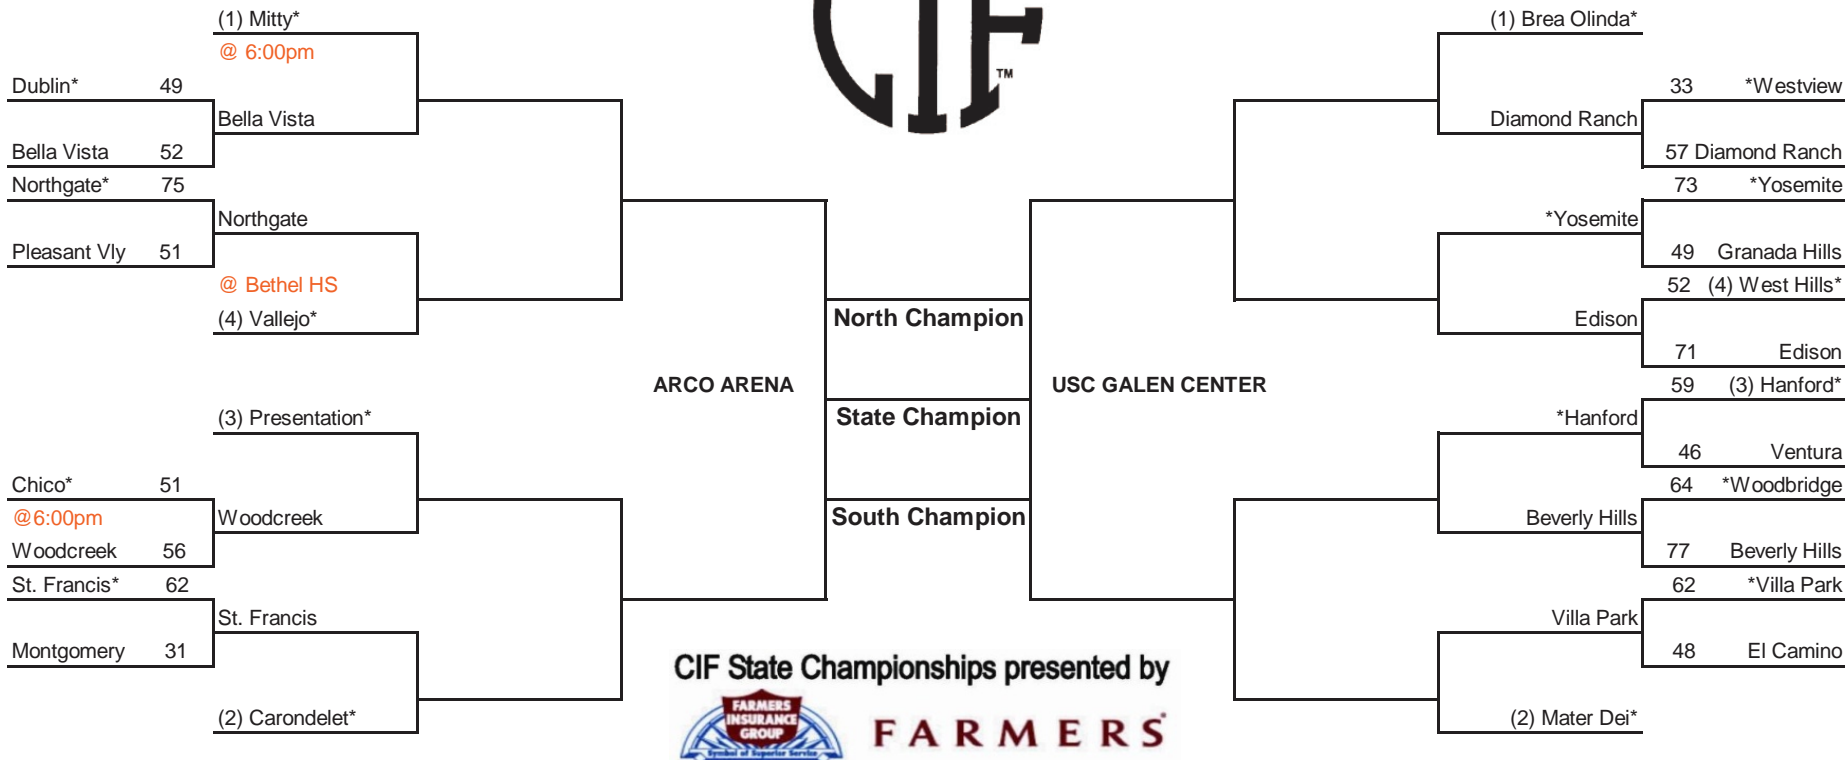 CIF
TM
(1) Mitty*
@ 6:00pm
Dublin* 49
Bella Vista
Bella Vista 52
Northgate* 75
Northgate
Pleasant Vly 51
@ Bethel HS
(4) Vallejo*
(3) Presentation*
Chico* 51
@6:00pm
Woodcreek
Woodcreek 56
St. Francis* 62
St. Francis
Montgomery 31
(2) Carondelet*
ARCO ARENA
North Champion
State Champion
South Champion
USC GALEN CENTER
(1) Brea Olinda*
33 *Westview
Diamond Ranch
57 Diamond Ranch
73 *Yosemite
*Yosemite
49 Granada Hills
52 (4) West Hills*
Edison
71 Edison
59 (3) Hanford*
*Hanford
46 Ventura
64 *Woodbridge
Beverly Hills
77 Beverly Hills
62 *Villa Park
Villa Park
48 El Camino
(2) Mater Dei*
CIF State Championships presented by
FARMERS
INSURANCE
GROUP
Symbol of Superior Service
FARMERS®